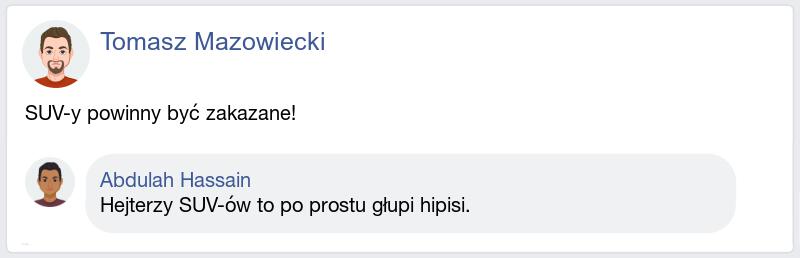 Tomasz Mazowiecki
SUV-y powinny być zakazane!
Abdulah Hassain
Hejterzy SUV-ów to po prostu głupi hipisi.